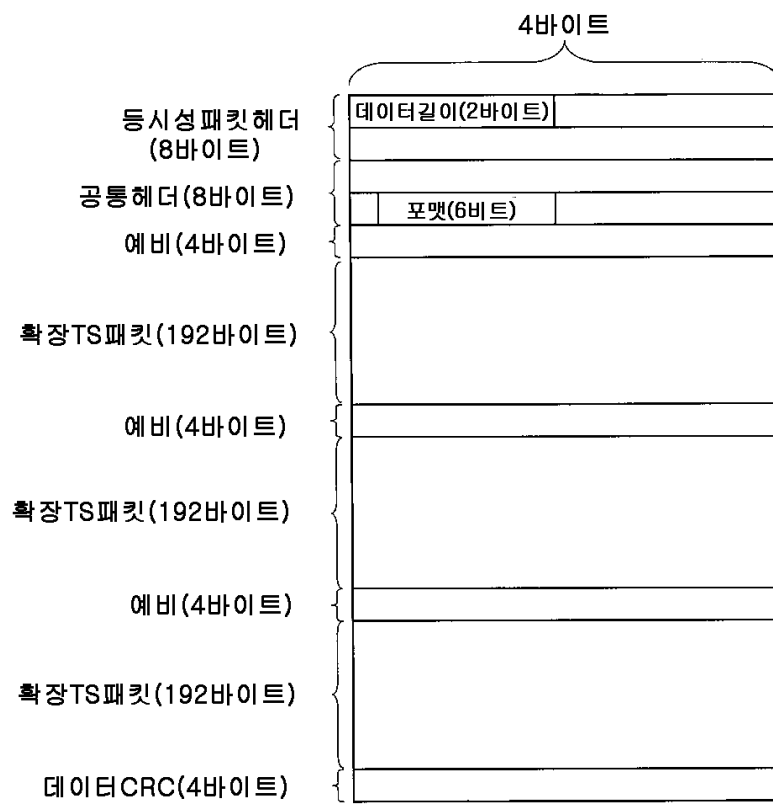 4바이트
등시성패킷헤더
(8바이트)
데이터길이(2바이트)
공통헤더(8바이트)
포맷(6비트)
예비(4바이트)
확장TS패킷(192바이트)
예비(4바이트)
확장TS패킷(192바이트)
예비(4바이트)
확장TS패킷(192바이트)
데이터CRC(4바이트)